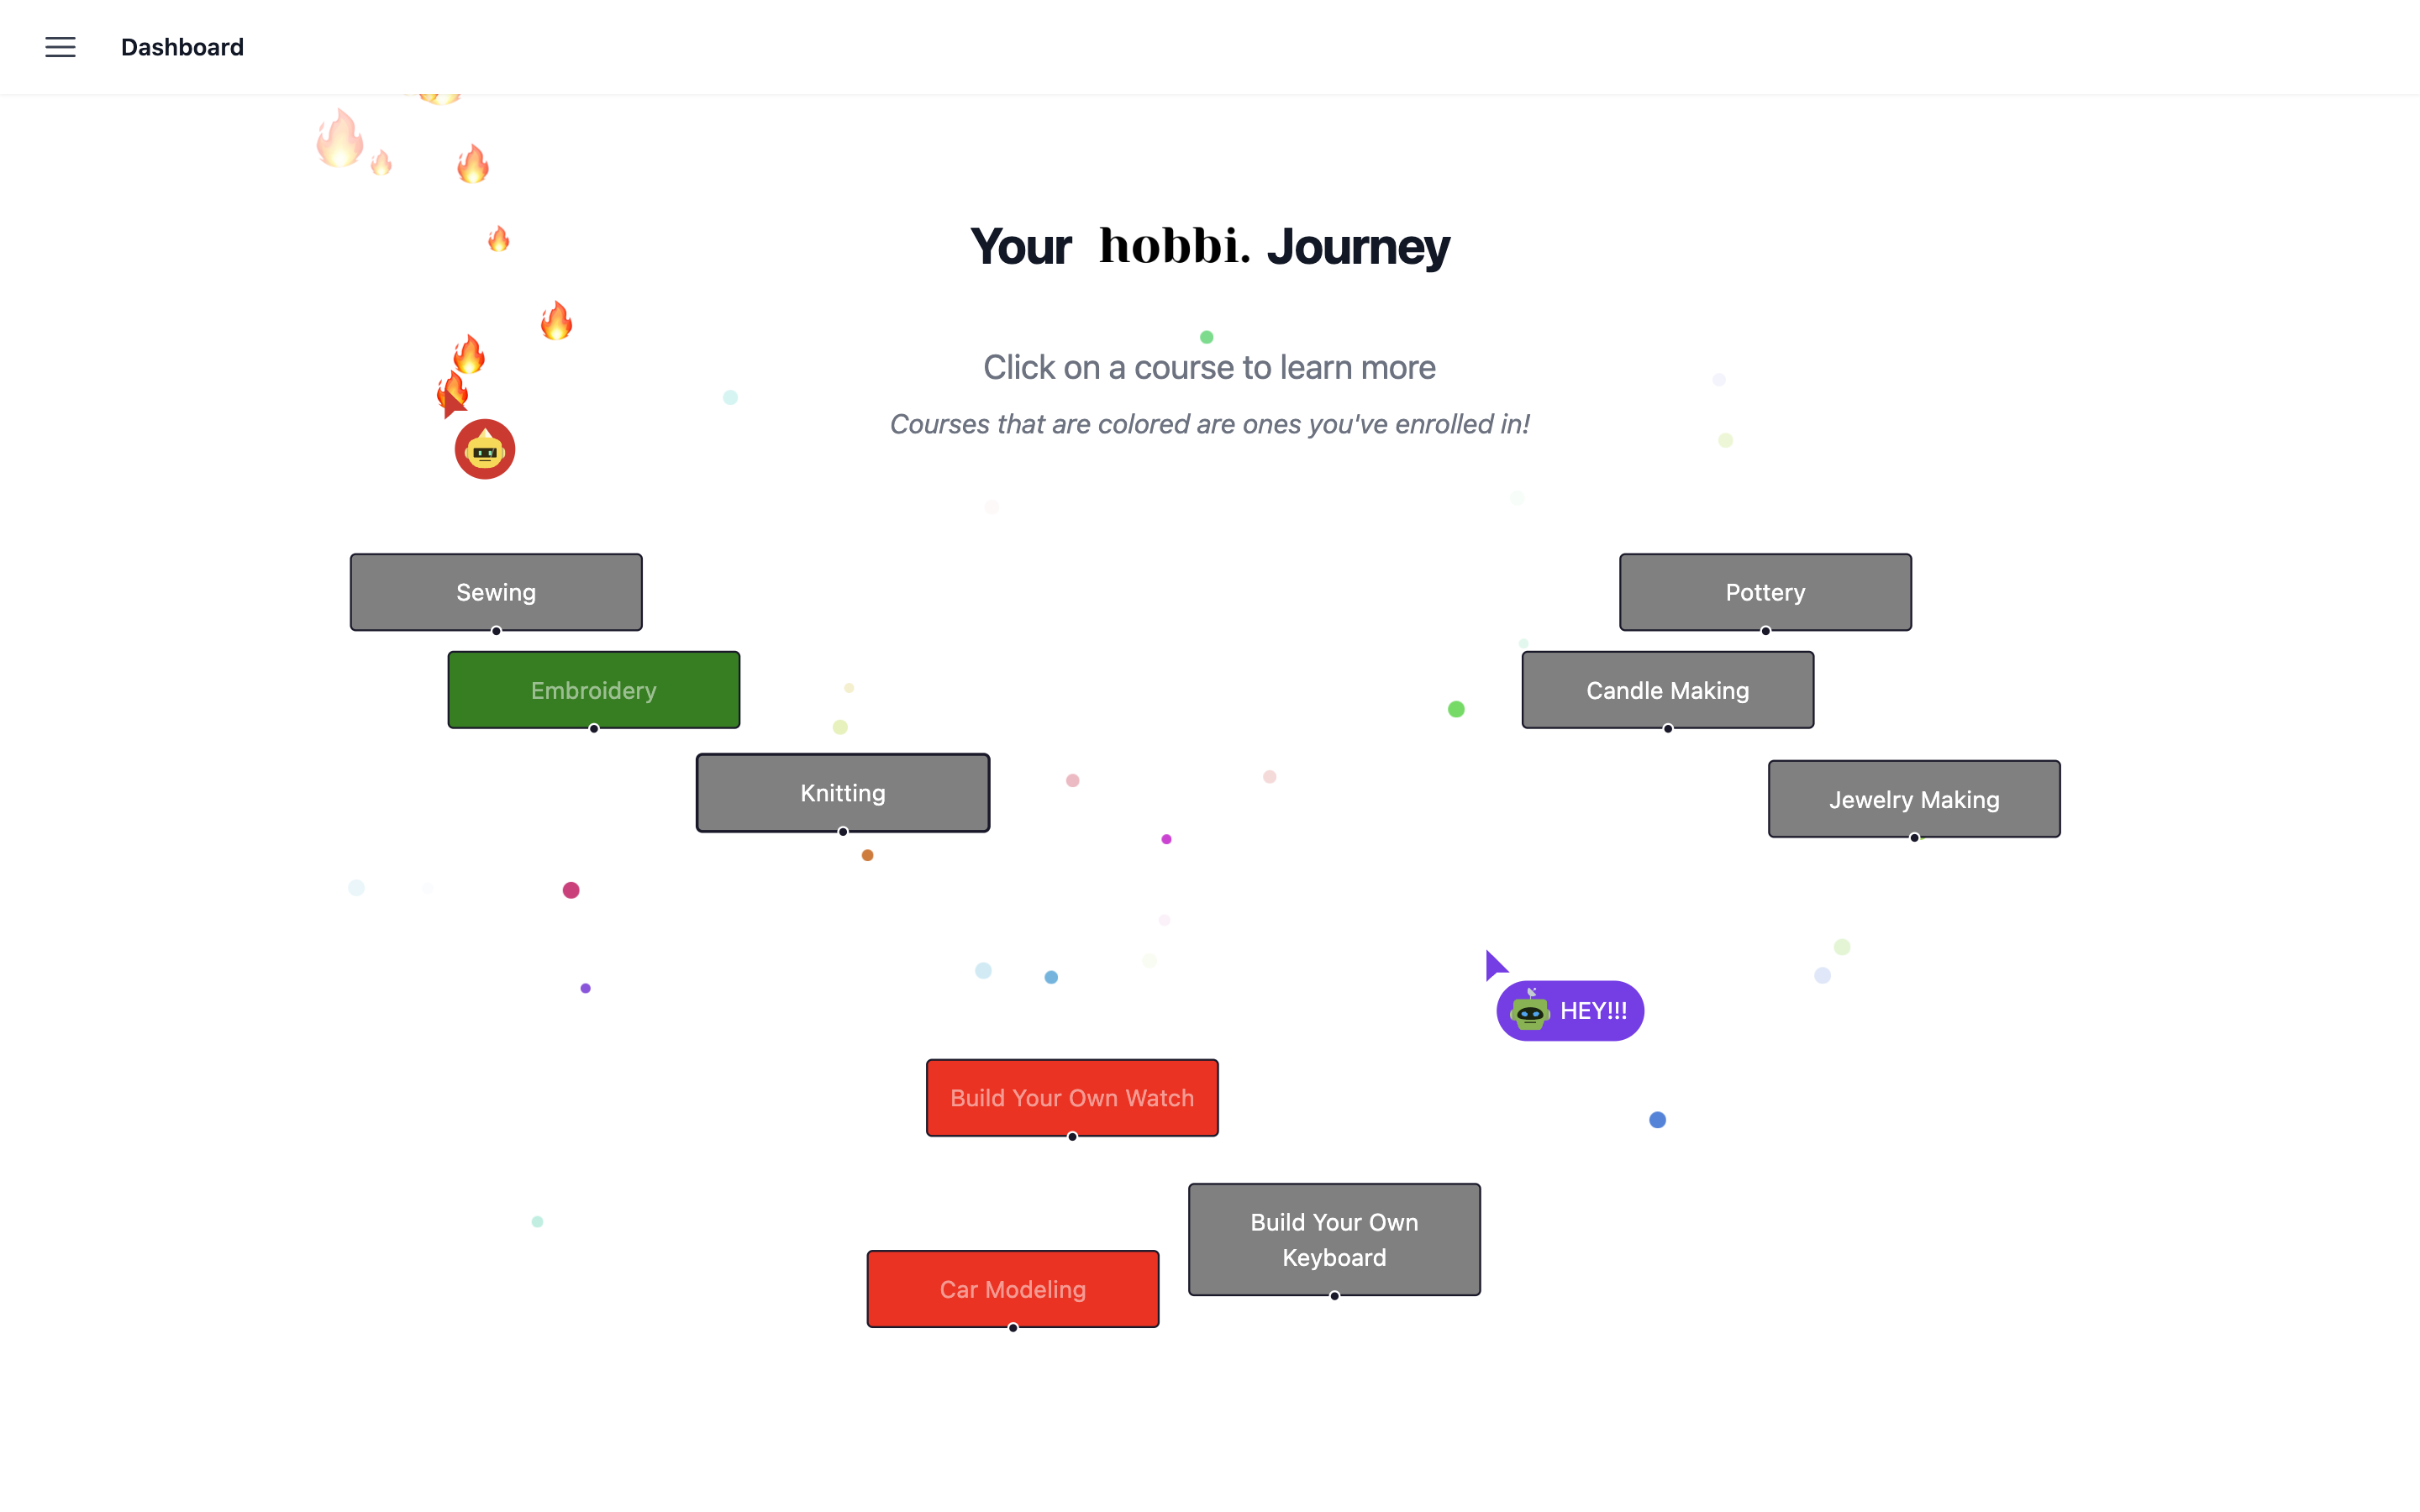 Dashboard
Your hobbi. Journey
Click on a course to learn more
Courses that are colored are ones you've enrolled in!
Sewing
Pottery
Embroidery
Candle Making
Knitting
Jewelry Making
HEY!!!
Build Your Own Watch
Build Your Own
Keyboard
Car Modeling